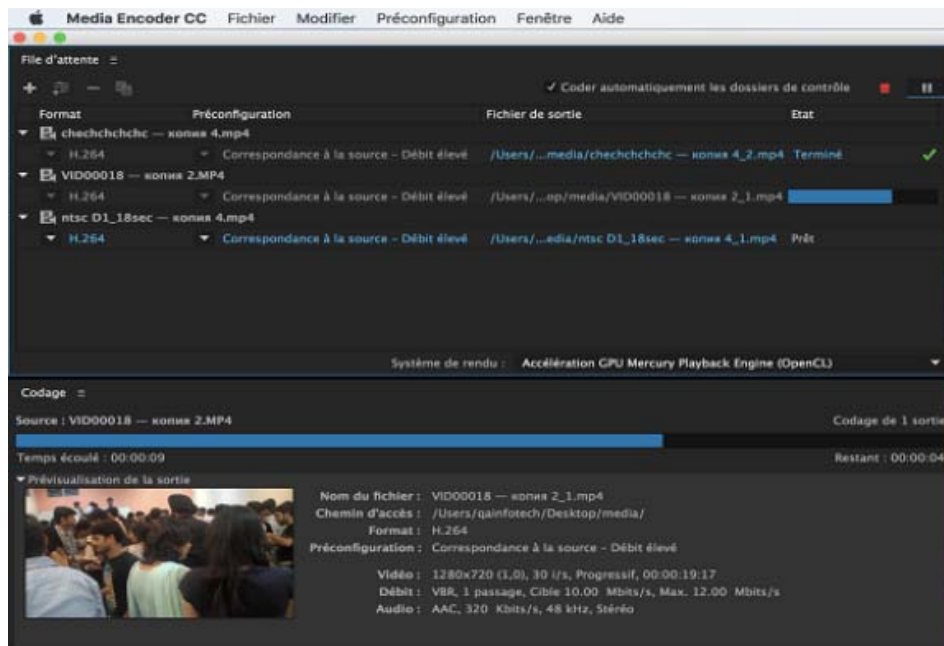 Media Encoder CC Fichier Modifier Préconfiguration Fenêtre Aide
File d'attente
Coder automatiquement les dossiers de contrôle
Format Préconfiguration Fichier de sortie Etat
chechchchchc — копия 4.mp4
H.264 Correspondance à la source – Débit élevé /Users/...media/chechchchchc — копия 4_2.mp4 Terminé
VID00018 — копия 2.MP4
H.264 Correspondance à la source – Débit élevé /Users/...op/media/VID00018 — копия 2_1.mp4
ntsc D1_18sec — копия 4.mp4
H.264 Correspondance à la source – Débit élevé /Users/...edia/ntsc D1_18sec — копия 4_1.mp4 Prêt
Système de rendu : Accélération GPU Mercury Playback Engine (OpenCL)
Codage
Source : VID00018 — копия 2.MP4 Codage de 1 sortie
Temps écoulé : 00:00:09 Restant : 00:00:04
Prévisualisation de la sortie
Nom du fichier : VID00018 — копия 2_1.mp4
Chemin d'accès : /Users/qainfotech/Desktop/media/
Format : H.264
Préconfiguration : Correspondance à la source – Débit élevé
Vidéo : 1280x720 (1,0), 30 i/s, Progressif, 00:00:19:17
Débit : VBR, 1 passage, Cible 10.00 Mbits/s, Max. 12.00 Mbits/s
Audio : AAC, 320 Kbits/s, 48 kHz, Stéréo